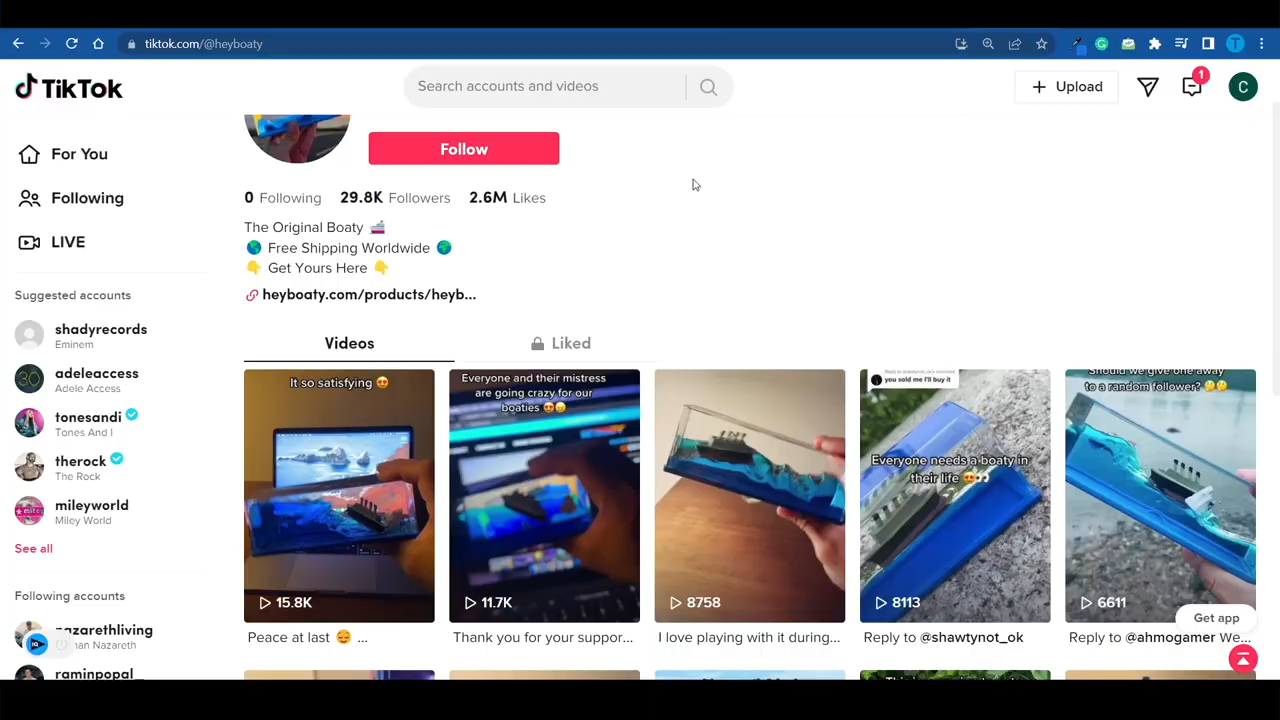 tiktok.com/@heyboaty
T
TikTok
Search accounts and videos
Upload
1
C
For You
Following
LIVE
Suggested accounts
shadyrecords
Eminem
adeleaccess
Adele Access
tonesandi
Tones And I
therock
The Rock
mileyworld
Miley World
See all
Following accounts
nazarethliving
raminpopal_
Follow
0 Following 29.8K Followers 2.6M Likes
The Original Boaty 🚢
🌎 Free Shipping Worldwide 🌍
👇 Get Yours Here 👇
heyboaty.com/products/heyb...
Videos
Liked
It so satisfying 😍
15.8K
Peace at last 😌 ...
Everyone and their mistress
are going crazy for our
boaties 😍
11.7K
Thank you for your suppor...
8758
I love playing with it during...
you sold me I'll buy it
Everyone needs a boaty in
their life 😍👀
8113
Reply to @shawtynot_ok
Should we give one away
to a random follower? 🤔🤔
6611
Reply to @ahmogamer We...
Get app